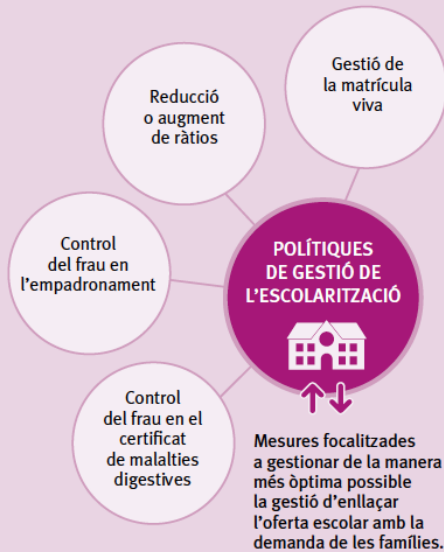 Gestió de
la matrícula
viva
Reducció
o augment
de ràtios
Control
del frau en
l'empadronament
Control
del frau en el
certificat
de malalties
digestives
POLÍTIQUES
DE GESTIÓ DE
L'ESCOLARITZACIÓ
Mesures focalitzades
a gestionar de la manera
més òptima possible
la gestió d'enllaçar
l'oferta escolar amb la
demanda de les famílies.